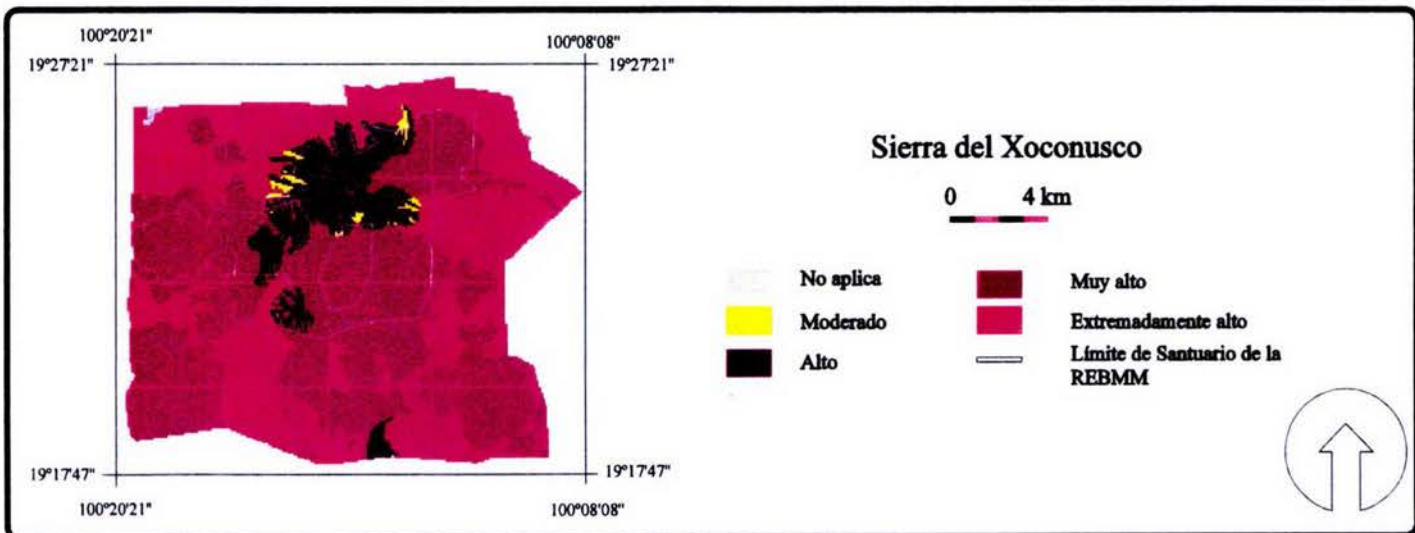 100°20'21"
100°08'08"
19°27'21"
19°27'21"
Sierra del Xoconusco
0 4 km
No aplica
Muy alto
Moderado
Extremadamente alto
Alto
Límite de Santuario de la
REBMM
19°17'47"
19°17'47"
100°20'21"
100°08'08"